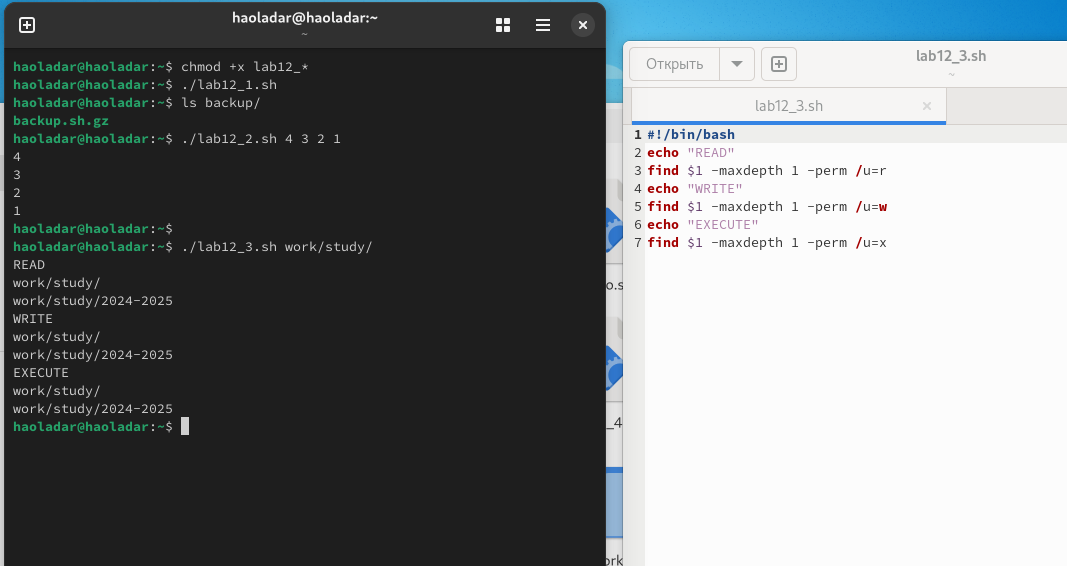 haoladar@haoladar:~
~
haoladar@haoladar:~$ chmod +x lab12_*
haoladar@haoladar:~$ ./lab12_1.sh
haoladar@haoladar:~$ ls backup/
backup.sh.gz
haoladar@haoladar:~$ ./lab12_2.sh 4 3 2 1
4
3
2
1
haoladar@haoladar:~$
haoladar@haoladar:~$ ./lab12_3.sh work/study/
READ
work/study/
work/study/2024-2025
WRITE
work/study/
work/study/2024-2025
EXECUTE
work/study/
work/study/2024-2025
haoladar@haoladar:~$
o.s
_4
ork
Открыть
lab12_3.sh
~
lab12_3.sh
1 #!/bin/bash
2 echo "READ"
3 find $1 -maxdepth 1 -perm /u=r
4 echo "WRITE"
5 find $1 -maxdepth 1 -perm /u=w
6 echo "EXECUTE"
7 find $1 -maxdepth 1 -perm /u=x